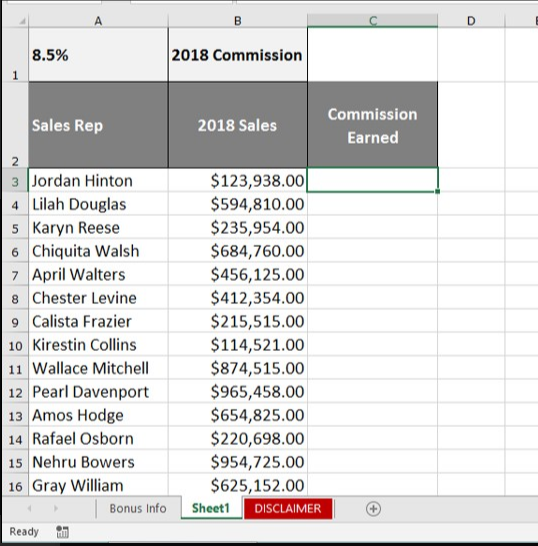 A B C D
1 8.5% 2018 Commission
2 Sales Rep 2018 Sales Commission Earned
3 Jordan Hinton $123,938.00
4 Lilah Douglas $594,810.00
5 Karyn Reese $235,954.00
6 Chiquita Walsh $684,760.00
7 April Walters $456,125.00
8 Chester Levine $412,354.00
9 Calista Frazier $215,515.00
10 Kirestin Collins $114,521.00
11 Wallace Mitchell $874,515.00
12 Pearl Davenport $965,458.00
13 Amos Hodge $654,825.00
14 Rafael Osborn $220,698.00
15 Nehru Bowers $954,725.00
16 Gray William $625,152.00
Bonus Info Sheet1 DISCLAIMER
Ready